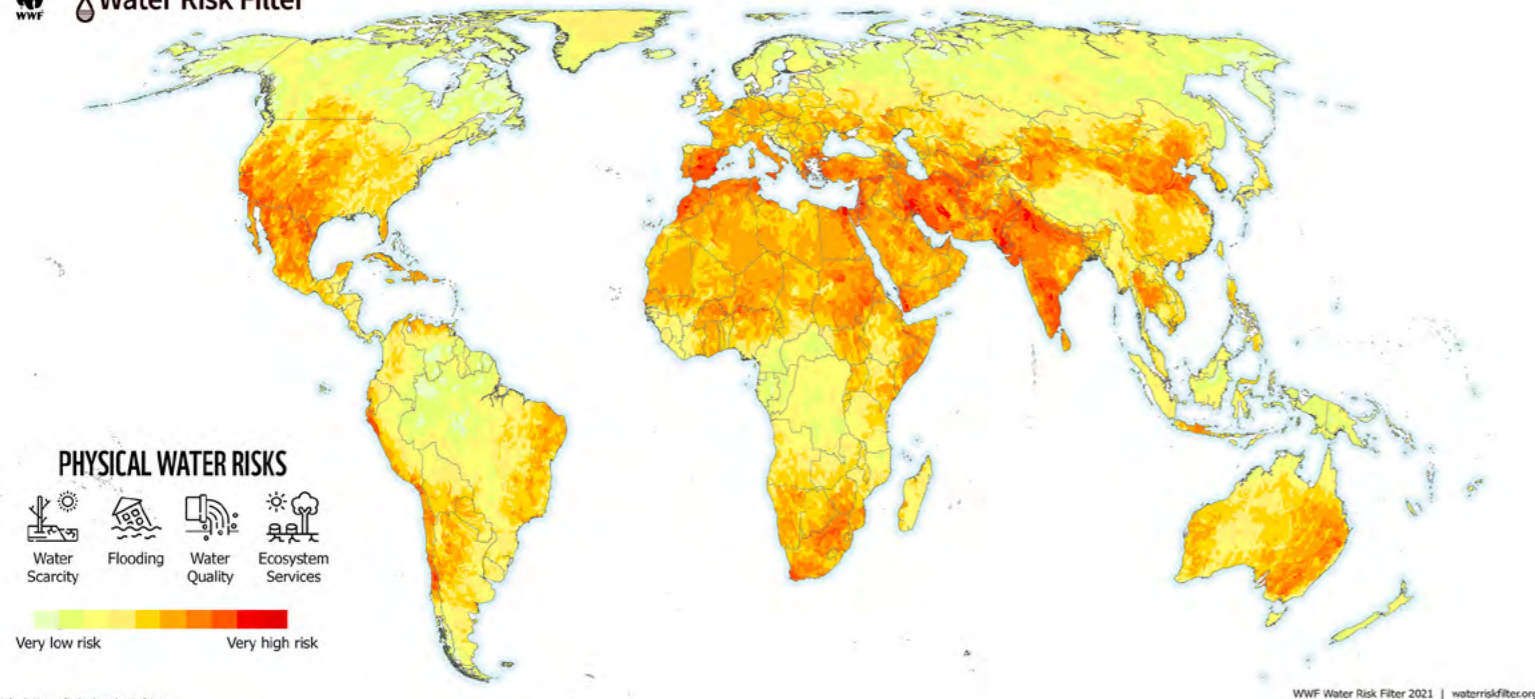 WWF
Water Risk Filter
PHYSICAL WATER RISKS
Water
Scarcity
Flooding
Water
Quality
Ecosystem
Services
Very low risk
Very high risk
WWF Water Risk Filter 2021 | waterriskfilter.org